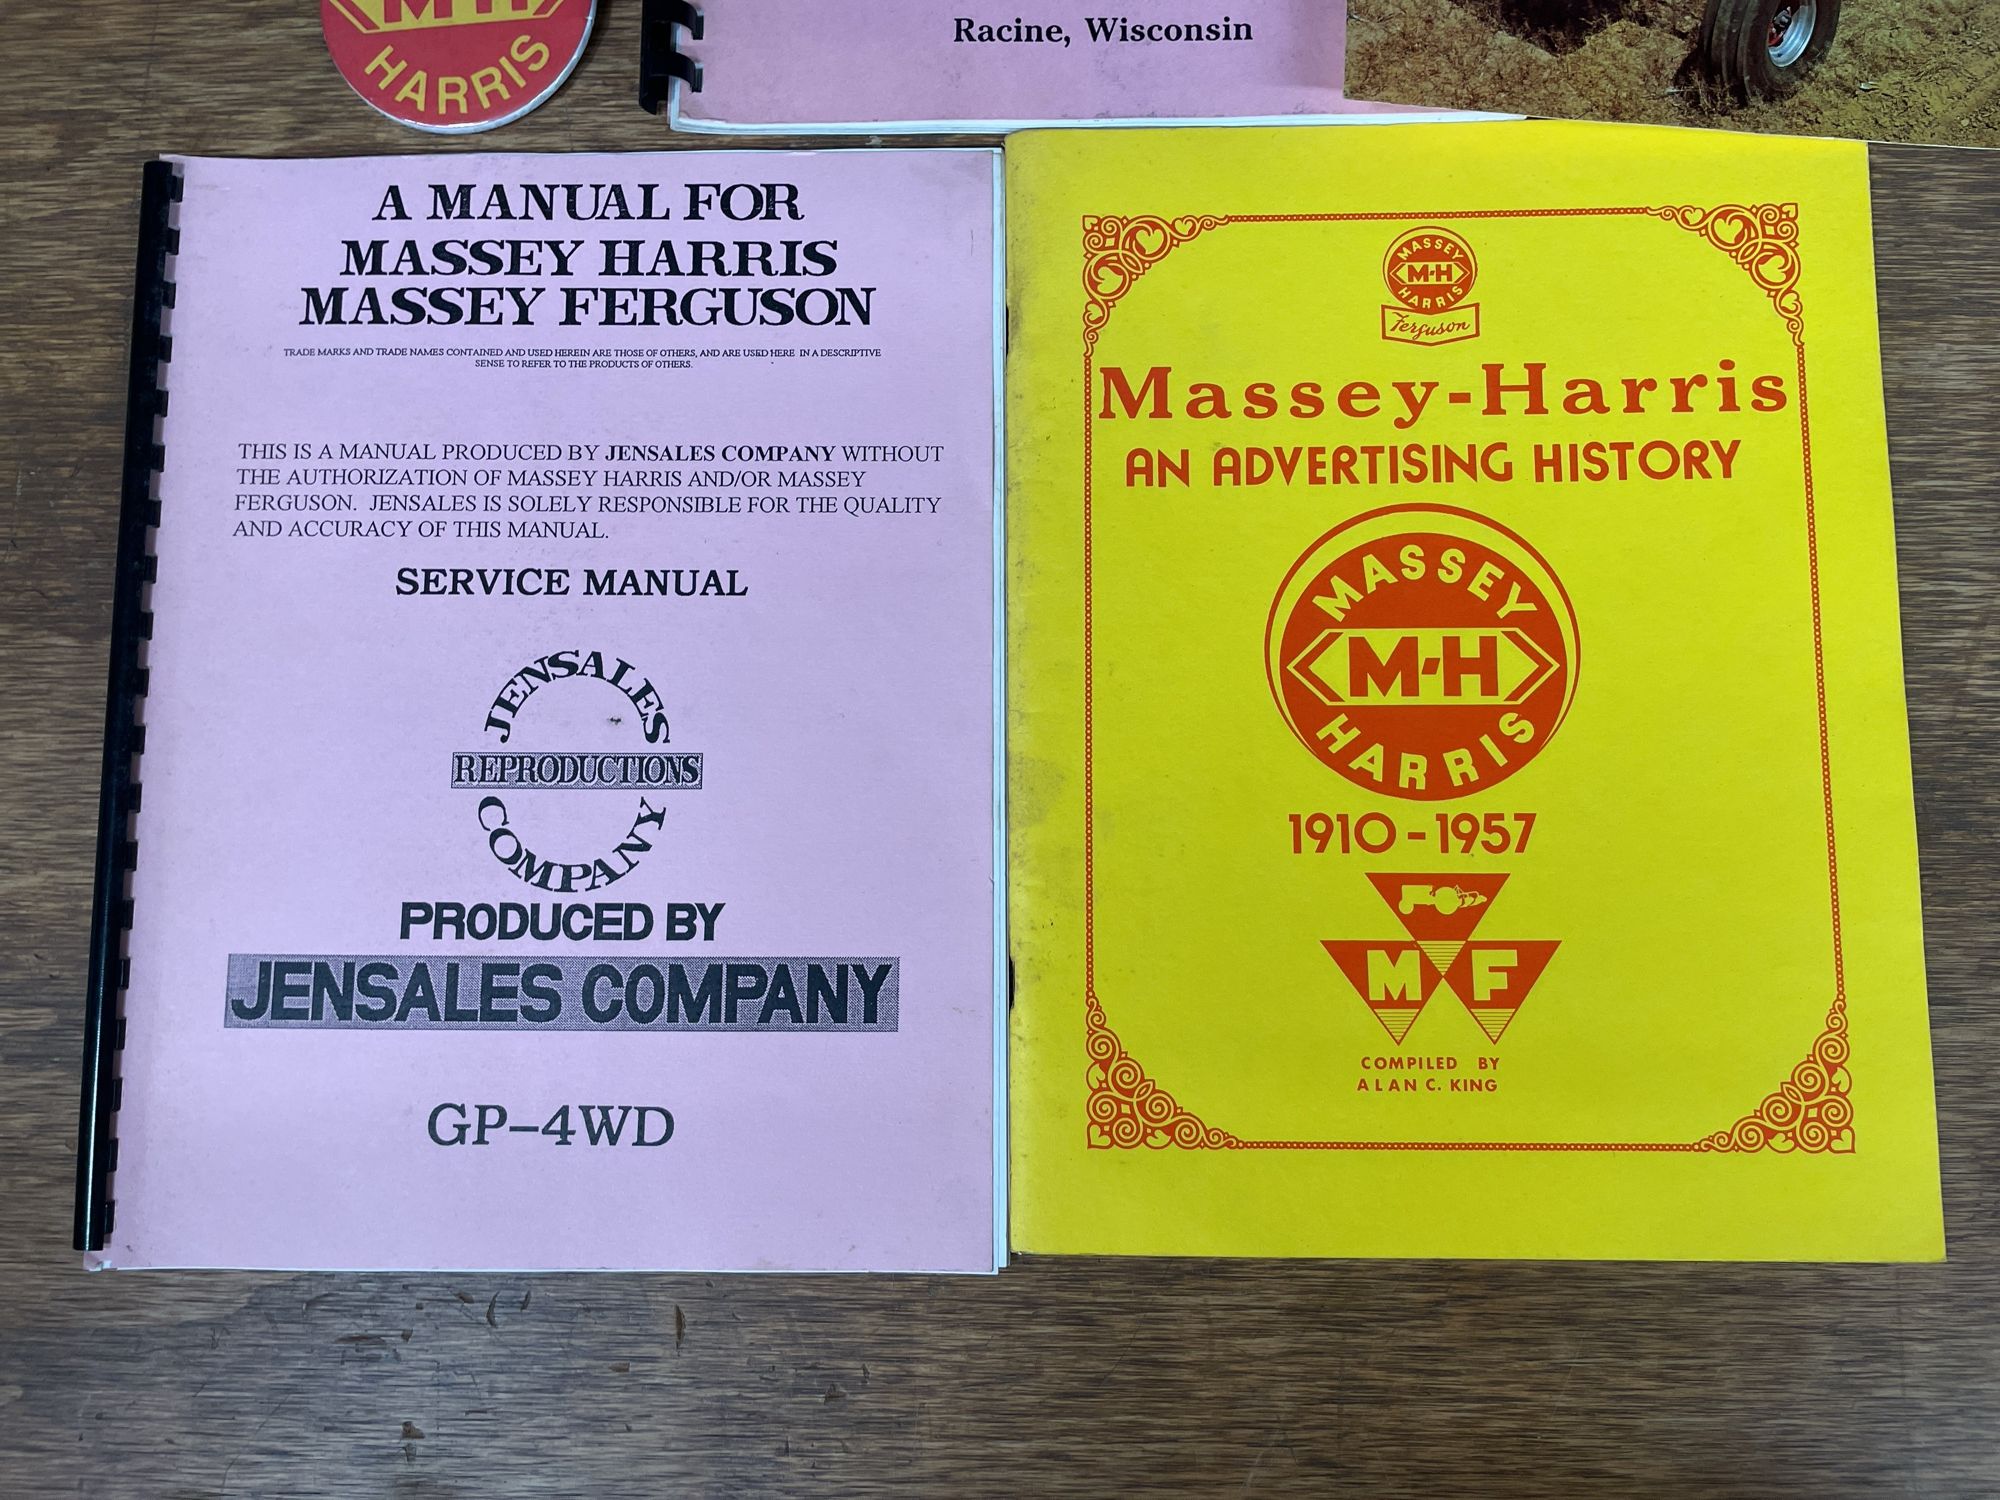 M-H
HARRIS
Racine, Wisconsin
A MANUAL FOR
MASSEY HARRIS
MASSEY FERGUSON
TRADE MARKS AND TRADE NAMES CONTAINED AND USED HEREIN ARE THOSE OF OTHERS, AND ARE USED HERE IN A DESCRIPTIVE
SENSE TO REFER TO THE PRODUCTS OF OTHERS.
THIS IS A MANUAL PRODUCED BY JENSALES COMPANY WITHOUT
THE AUTHORIZATION OF MASSEY HARRIS AND/OR MASSEY
FERGUSON. JENSALES IS SOLELY RESPONSIBLE FOR THE QUALITY
AND ACCURACY OF THIS MANUAL.
SERVICE MANUAL
JENSALES
REPRODUCTIONS
COMPANY
PRODUCED BY
JENSALES COMPANY
GP-4WD
MASSEY
M-H
HARRIS
Ferguson
Massey-Harris
AN ADVERTISING HISTORY
MASSEY
M-H
HARRIS
1910-1957
M F
COMPILED BY
ALAN C. KING